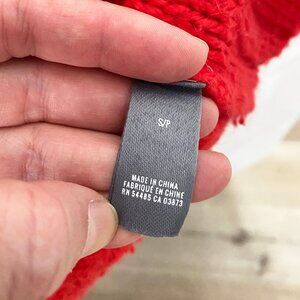 S/P
MADE IN CHINA
FABRIQUÉ EN CHINE
RN 54485 CA 03873